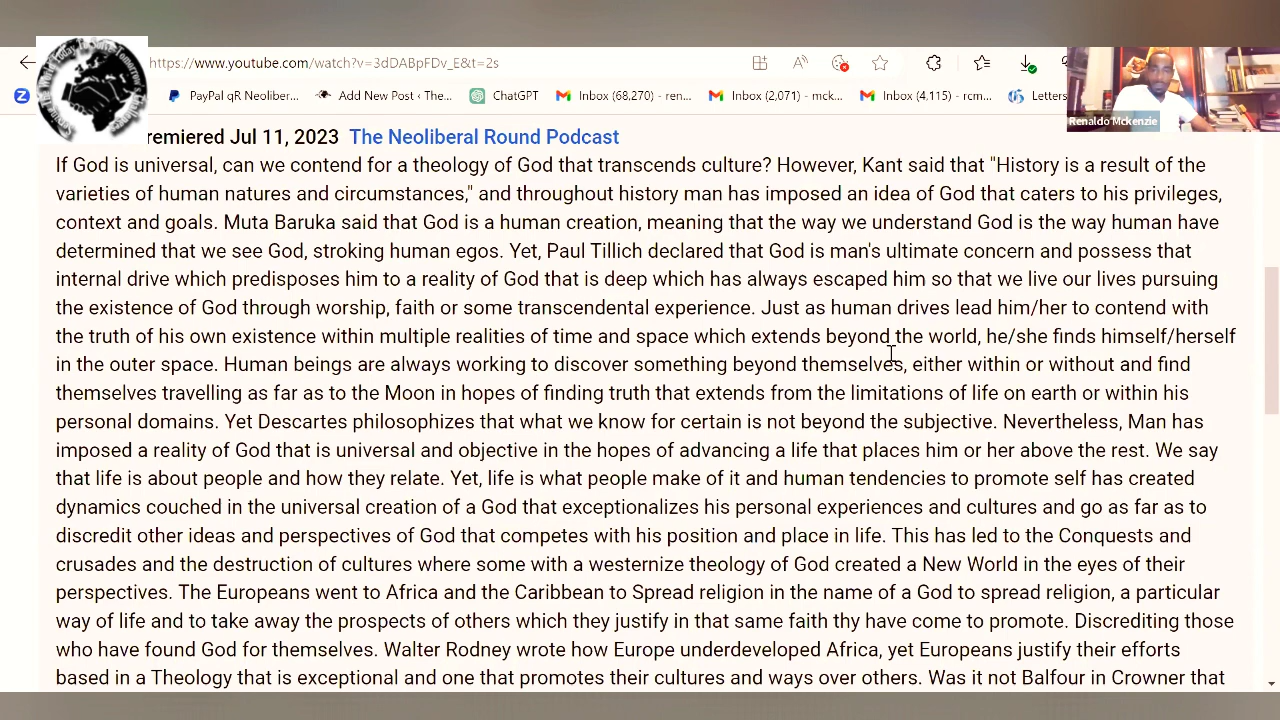 https://www.youtube.com/watch?v=3dDABpFDv_E&t=2s
PayPal qR Neoliber... Add New Post ‹ The... ChatGPT Inbox (68,270) - ren... Inbox (2,071) - mck... Inbox (4,115) - rcm... Letters
Renaldo Mckenzie
remiered Jul 11, 2023 The Neoliberal Round Podcast
If God is universal, can we contend for a theology of God that transcends culture? However, Kant said that "History is a result of the
varieties of human natures and circumstances," and throughout history man has imposed an idea of God that caters to his privileges,
context and goals. Muta Baruka said that God is a human creation, meaning that the way we understand God is the way human have
determined that we see God, stroking human egos. Yet, Paul Tillich declared that God is man's ultimate concern and possess that
internal drive which predisposes him to a reality of God that is deep which has always escaped him so that we live our lives pursuing
the existence of God through worship, faith or some transcendental experience. Just as human drives lead him/her to contend with
the truth of his own existence within multiple realities of time and space which extends beyond the world, he/she finds himself/herself
in the outer space. Human beings are always working to discover something beyond themselves, either within or without and find
themselves travelling as far as to the Moon in hopes of finding truth that extends from the limitations of life on earth or within his
personal domains. Yet Descartes philosophizes that what we know for certain is not beyond the subjective. Nevertheless, Man has
imposed a reality of God that is universal and objective in the hopes of advancing a life that places him or her above the rest. We say
that life is about people and how they relate. Yet, life is what people make of it and human tendencies to promote self has created
dynamics couched in the universal creation of a God that exceptionalizes his personal experiences and cultures and go as far as to
discredit other ideas and perspectives of God that competes with his position and place in life. This has led to the Conquests and
crusades and the destruction of cultures where some with a westernize theology of God created a New World in the eyes of their
perspectives. The Europeans went to Africa and the Caribbean to Spread religion in the name of a God to spread religion, a particular
way of life and to take away the prospects of others which they justify in that same faith thy have come to promote. Discrediting those
who have found God for themselves. Walter Rodney wrote how Europe underdeveloped Africa, yet Europeans justify their efforts
based in a Theology that is exceptional and one that promotes their cultures and ways over others. Was it not Balfour in Crowner that